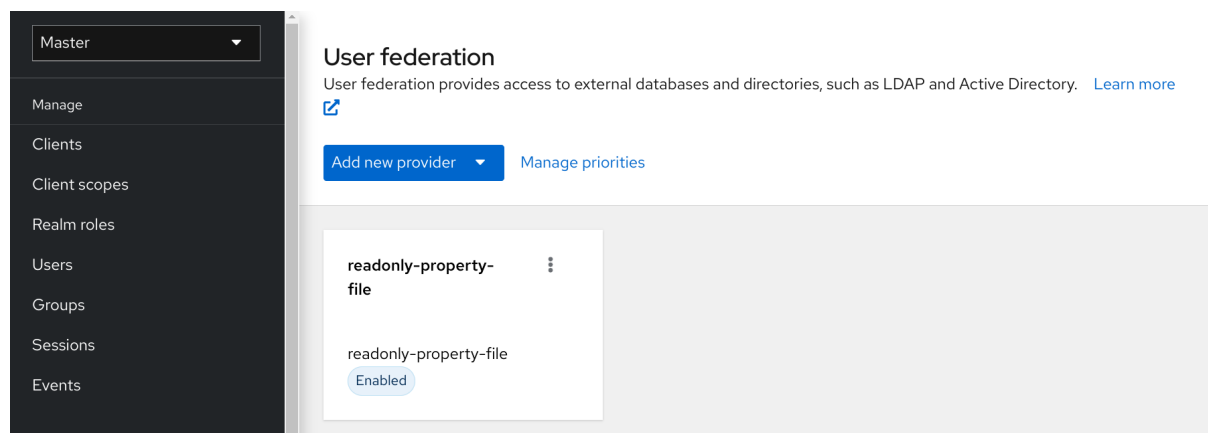 Master
Manage
Clients
Client scopes
Realm roles
Users
Groups
Sessions
Events
User federation
User federation provides access to external databases and directories, such as LDAP and Active Directory. Learn more
Add new provider Manage priorities
readonly-property-
file
readonly-property-file
Enabled